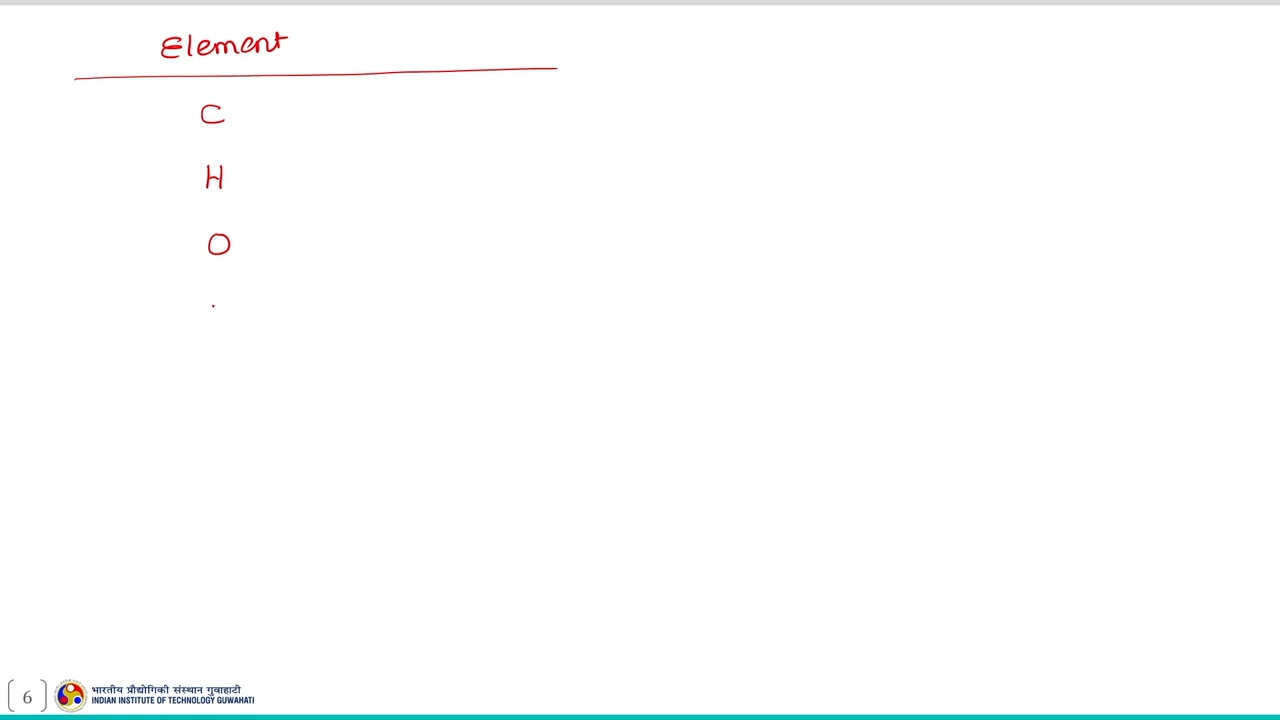 Element
C
H
O
6
भारतीय प्रौद्योगिकी संस्थान गुवाहाटी
INDIAN INSTITUTE OF TECHNOLOGY GUWAHATI